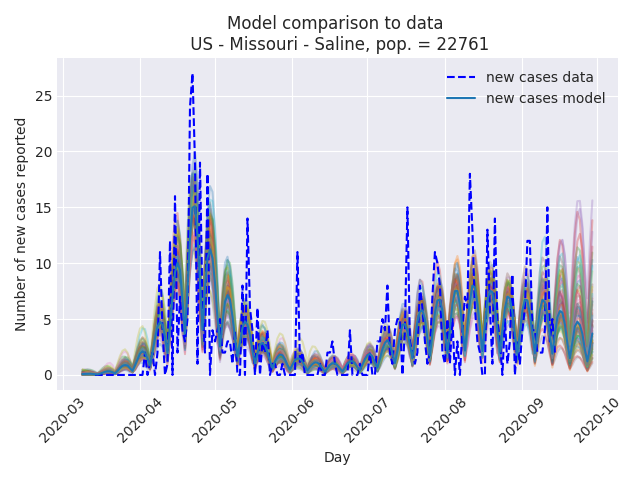 Model comparison to data
US - Missouri - Saline, pop. = 22761
new cases data
new cases model
Number of new cases reported
25
20
15
10
5
0
2020-03
2020-04
2020-05
2020-06
2020-07
2020-08
2020-09
2020-10
Day